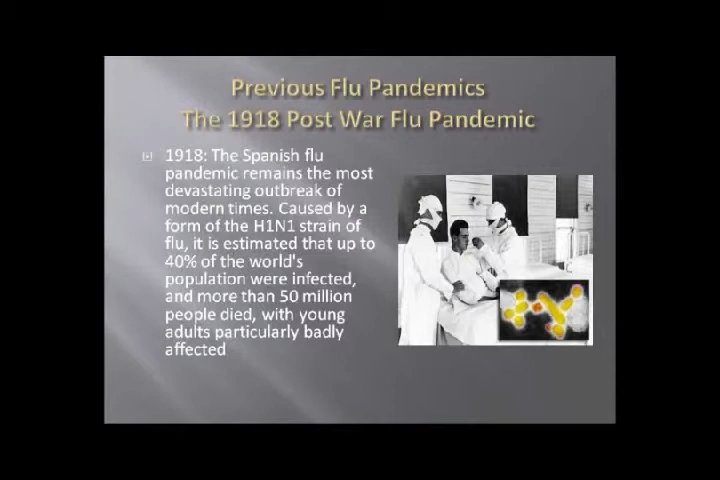 Previous Flu Pandemics
The 1918 Post War Flu Pandemic
1918: The Spanish flu
pandemic remains the most
devastating outbreak of
modern times. Caused by a
form of the H1N1 strain of
flu, it is estimated that up to
40% of the world's
population were infected,
and more than 50 million
people died, with young
adults particularly badly
affected